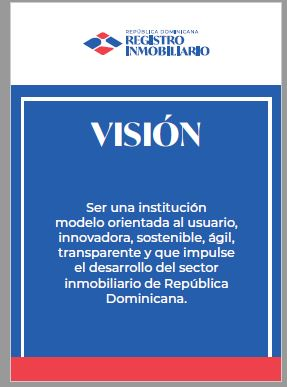 REPÚBLICA DOMINICANA
REGISTRO
INMOBILIARIO
VISIÓN
Ser una institución
modelo orientada al usuario,
innovadora, sostenible, ágil,
transparente y que impulse
el desarrollo del sector
inmobiliario de República
Dominicana.